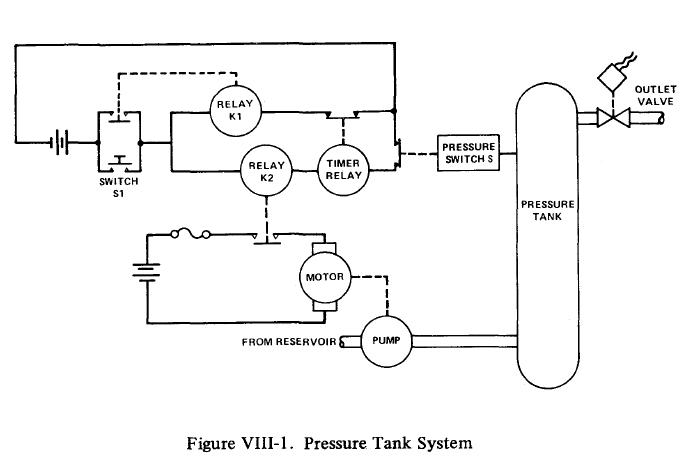 RELAY
K1
OUTLET
VALVE
SWITCH
S1
RELAY
K2
TIMER
RELAY
PRESSURE
SWITCH S
PRESSURE
TANK
MOTOR
FROM RESERVOIR
PUMP
Figure VIII-1. Pressure Tank System